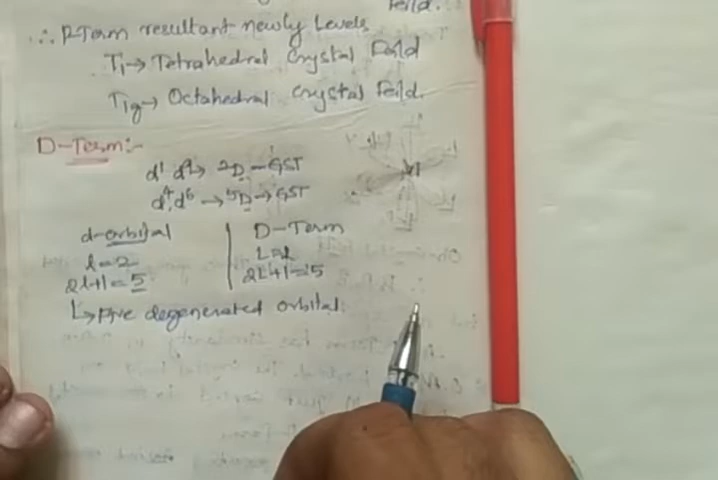 Feild.
∴ P-Term resultant newly Levels
T₁→ Tetrahedral Crystal Feild
T₁g→ Octahedral Crystal Feild.
D-Term:-
d¹ d⁹→ ²D → GST
d⁴,d⁶ → ⁵D → GST
d-orbital | D-Term
l=2 | L=2
2l+1=5 | 2L+1=5
↳ Five degenerated orbital.